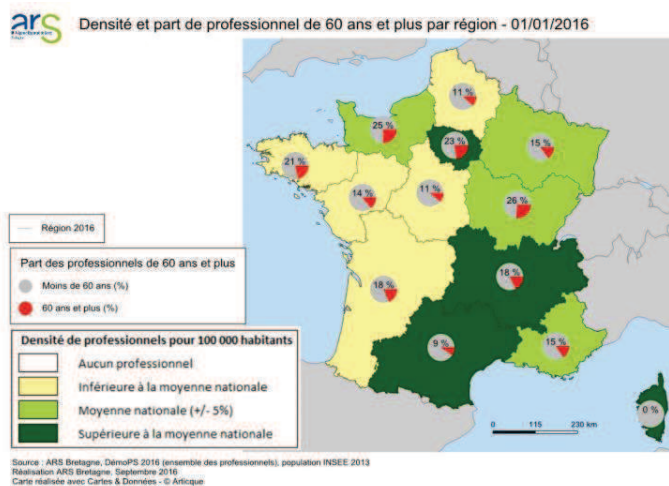 ars
Densité et part de professionnel de 60 ans et plus par région - 01/01/2016
11 %
25 %
23 %
15 %
21 %
14 %
11 %
26 %
18 %
18 %
9 %
15 %
0 %
Région 2016
Part des professionnels de 60 ans et plus
Moins de 60 ans (%)
60 ans et plus (%)
Densité de professionnels pour 100 000 habitants
Aucun professionnel
Inférieure à la moyenne nationale
Moyenne nationale (+/- 5%)
Supérieure à la moyenne nationale
0 115 230 km
Source : ARS Bretagne, DémoPS 2016 (ensemble des professionnels), population INSEE 2013
Réalisation ARS Bretagne, Septembre 2016
Carte réalisée avec Cartes & Données - © Articque